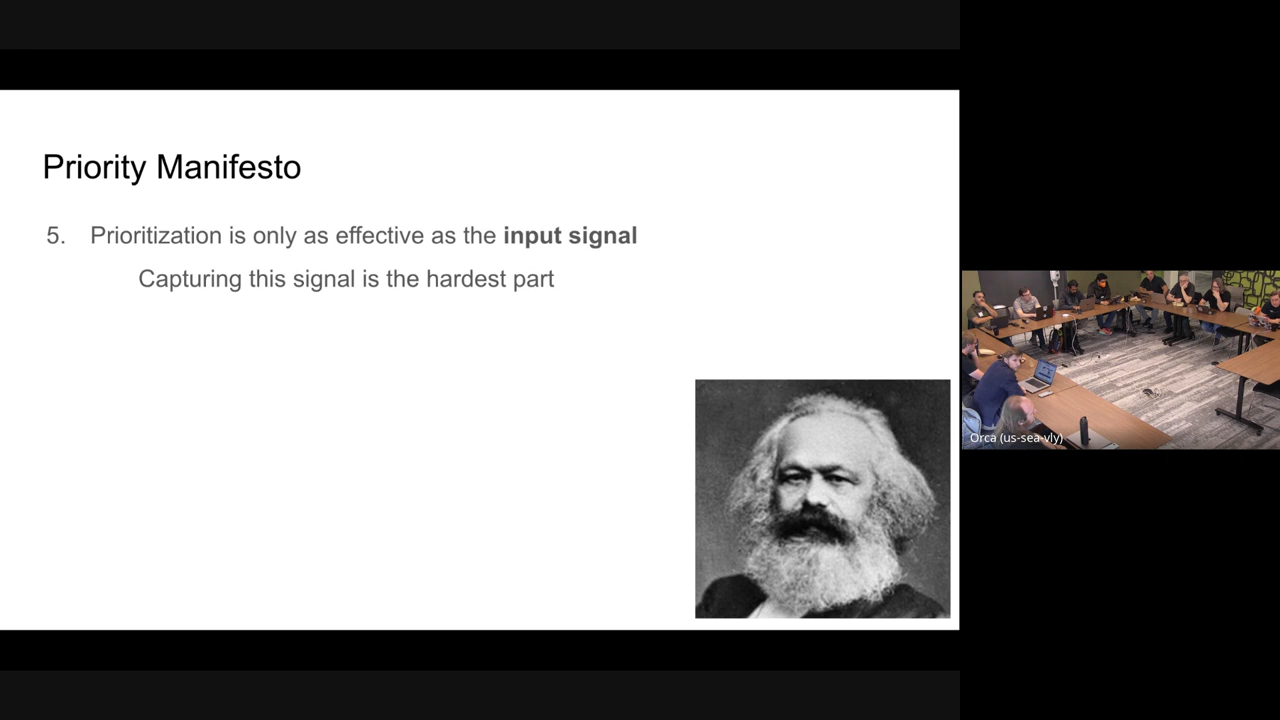 Priority Manifesto
5. Prioritization is only as effective as the input signal
Capturing this signal is the hardest part
Orca (us-sea-vly)